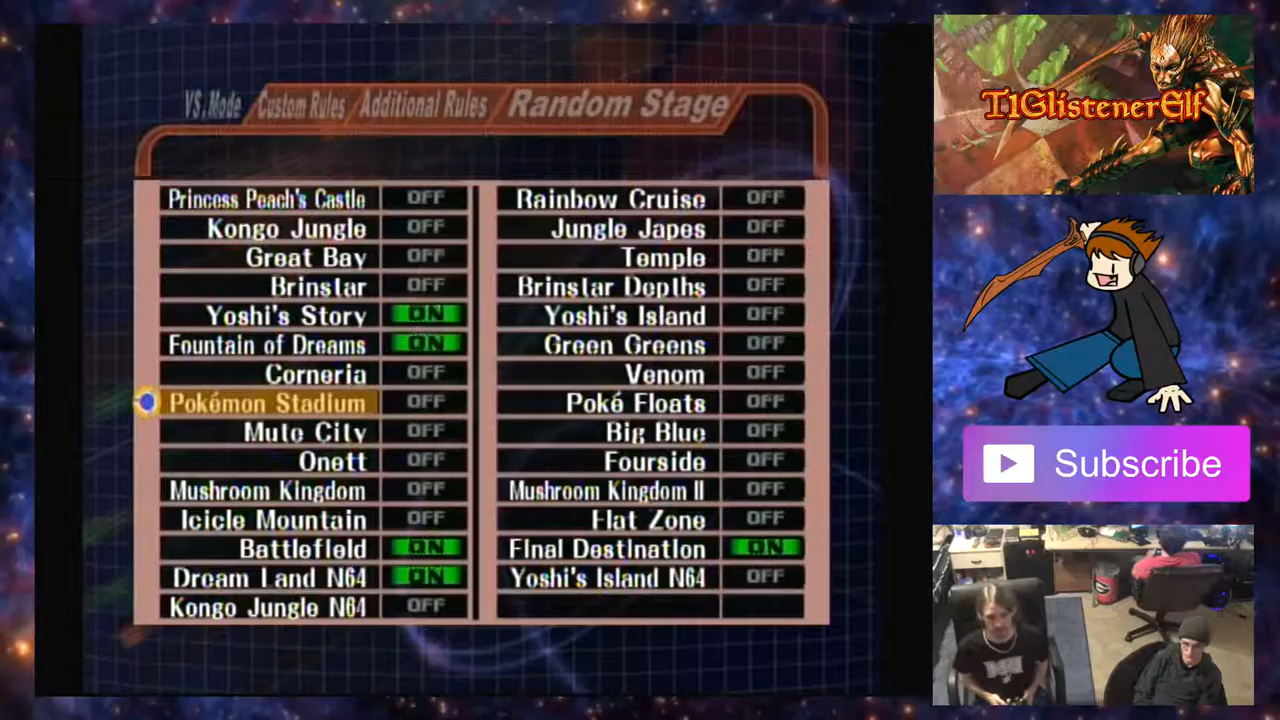 VS. Mode Custom Rules Additional Rules Random Stage
Princess Peach's Castle OFF Rainbow Cruise OFF
Kongo Jungle OFF Jungle Japes OFF
Great Bay OFF Temple OFF
Brinstar OFF Brinstar Depths OFF
Yoshi's Story ON Yoshi's Island OFF
Fountain of Dreams ON Green Greens OFF
Corneria OFF Venom OFF
Pokémon Stadium OFF Poké Floats OFF
Mute City OFF Big Blue OFF
Onett OFF Fourside OFF
Mushroom Kingdom OFF Mushroom Kingdom II OFF
Icicle Mountain OFF Flat Zone OFF
Battlefield ON Final Destination ON
Dream Land N64 ON Yoshi's Island N64 OFF
Kongo Jungle N64 OFF
T1GlistenerElf
Subscribe